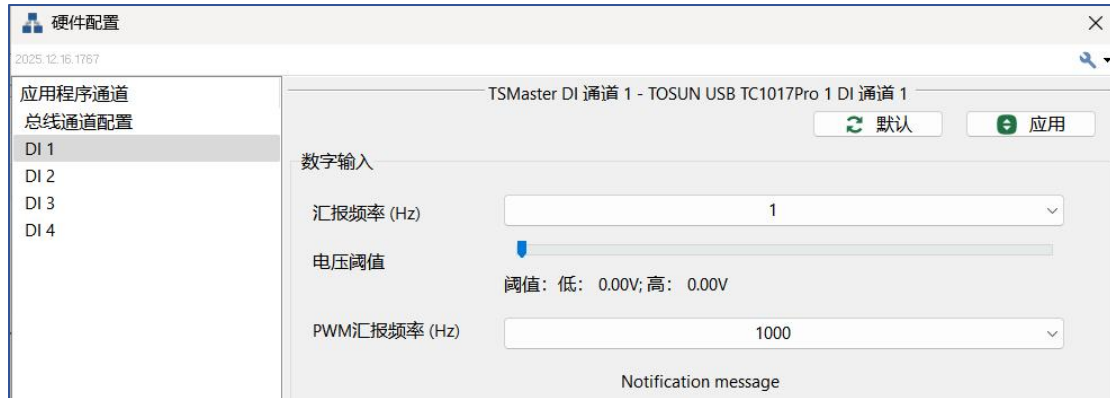 硬件配置
2025.12.16.1767
应用程序通道
总线通道配置
DI 1
DI 2
DI 3
DI 4
TSMaster DI 通道 1 - TOSUN USB TC1017Pro 1 DI 通道 1
默认 应用
数字输入
汇报频率 (Hz) 1
电压阈值
阈值: 低: 0.00V; 高: 0.00V
PWM汇报频率 (Hz) 1000
Notification message